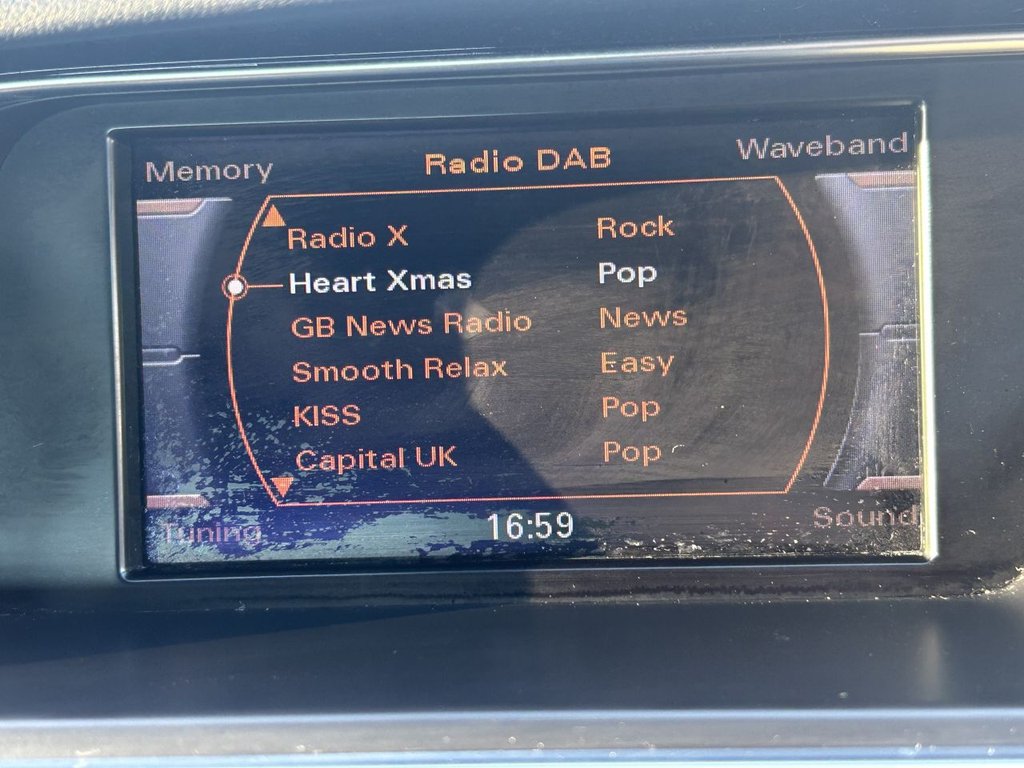 Memory Radio DAB Waveband
Radio X Rock
Heart Xmas Pop
GB News Radio News
Smooth Relax Easy
KISS Pop
Capital UK Pop
Tuning 16:59 Sound